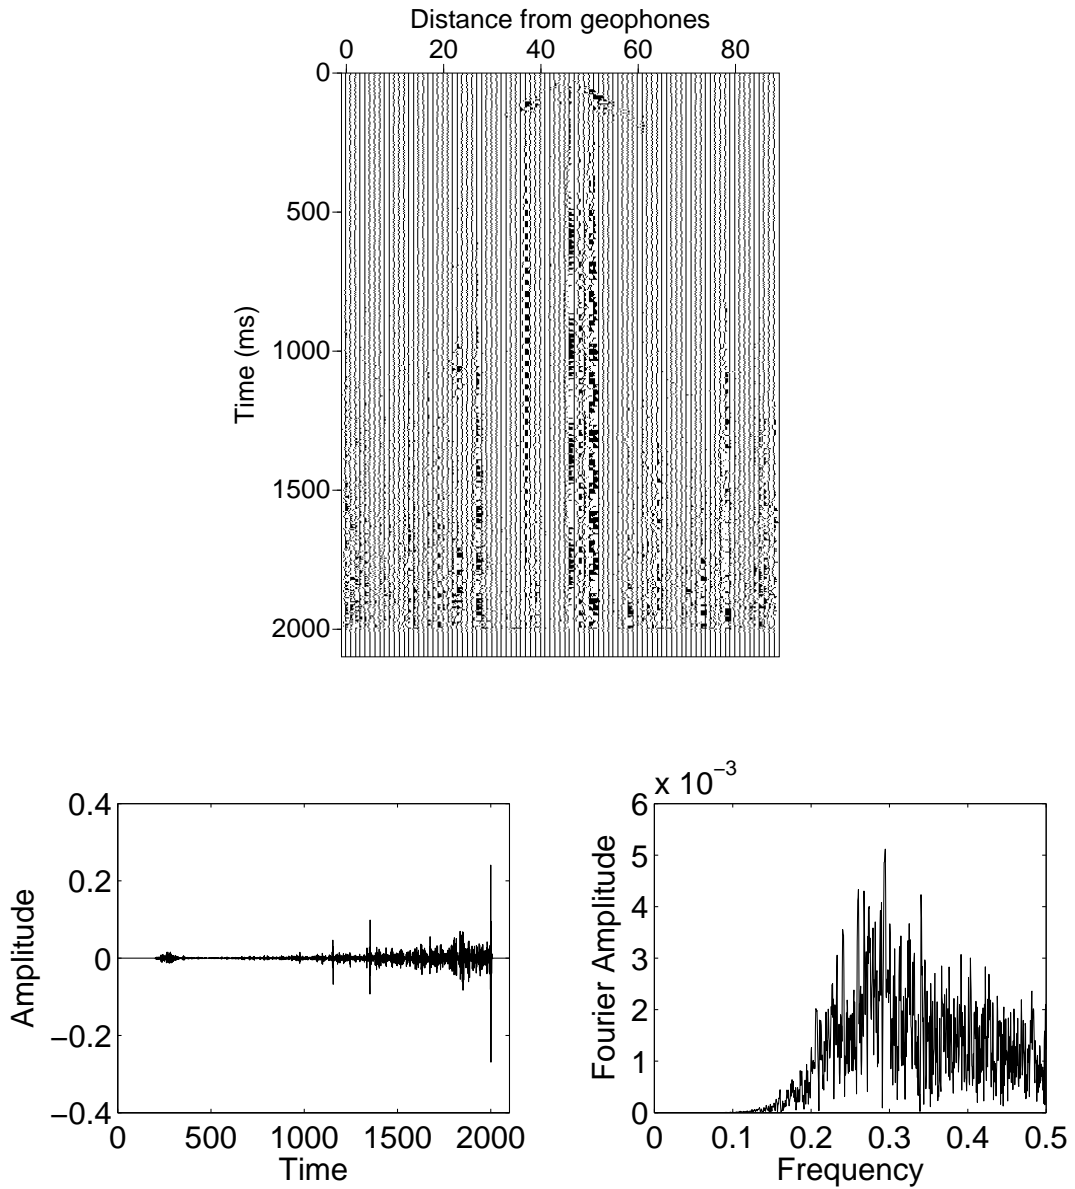 Distance from geophones
0 20 40 60 80
0
500
1000
1500
2000
Time (ms)
0.4
0.2
0
−0.2
−0.4
Amplitude
0 500 1000 1500 2000
Time
x 10−3
6
5
4
3
2
1
0
Fourier Amplitude
0 0.1 0.2 0.3 0.4 0.5
Frequency